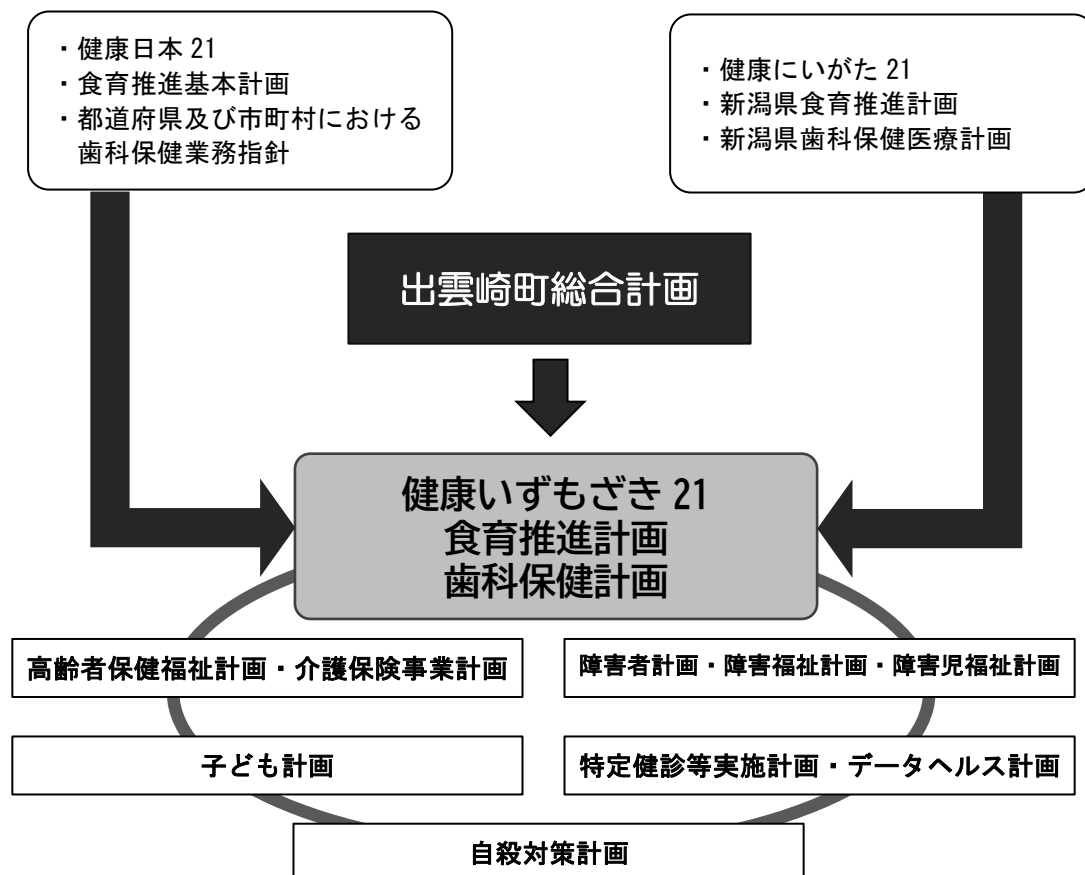 ・健康日本 21
・食育推進基本計画
・都道府県及び市町村における
歯科保健業務指針
・健康にいがた 21
・新潟県食育推進計画
・新潟県歯科保健医療計画
出雲崎町総合計画
健康いずもざき 21
食育推進計画
歯科保健計画
高齢者保健福祉計画・介護保険事業計画
障害者計画・障害福祉計画・障害児福祉計画
子ども計画
特定健診等実施計画・データヘルス計画
自殺対策計画